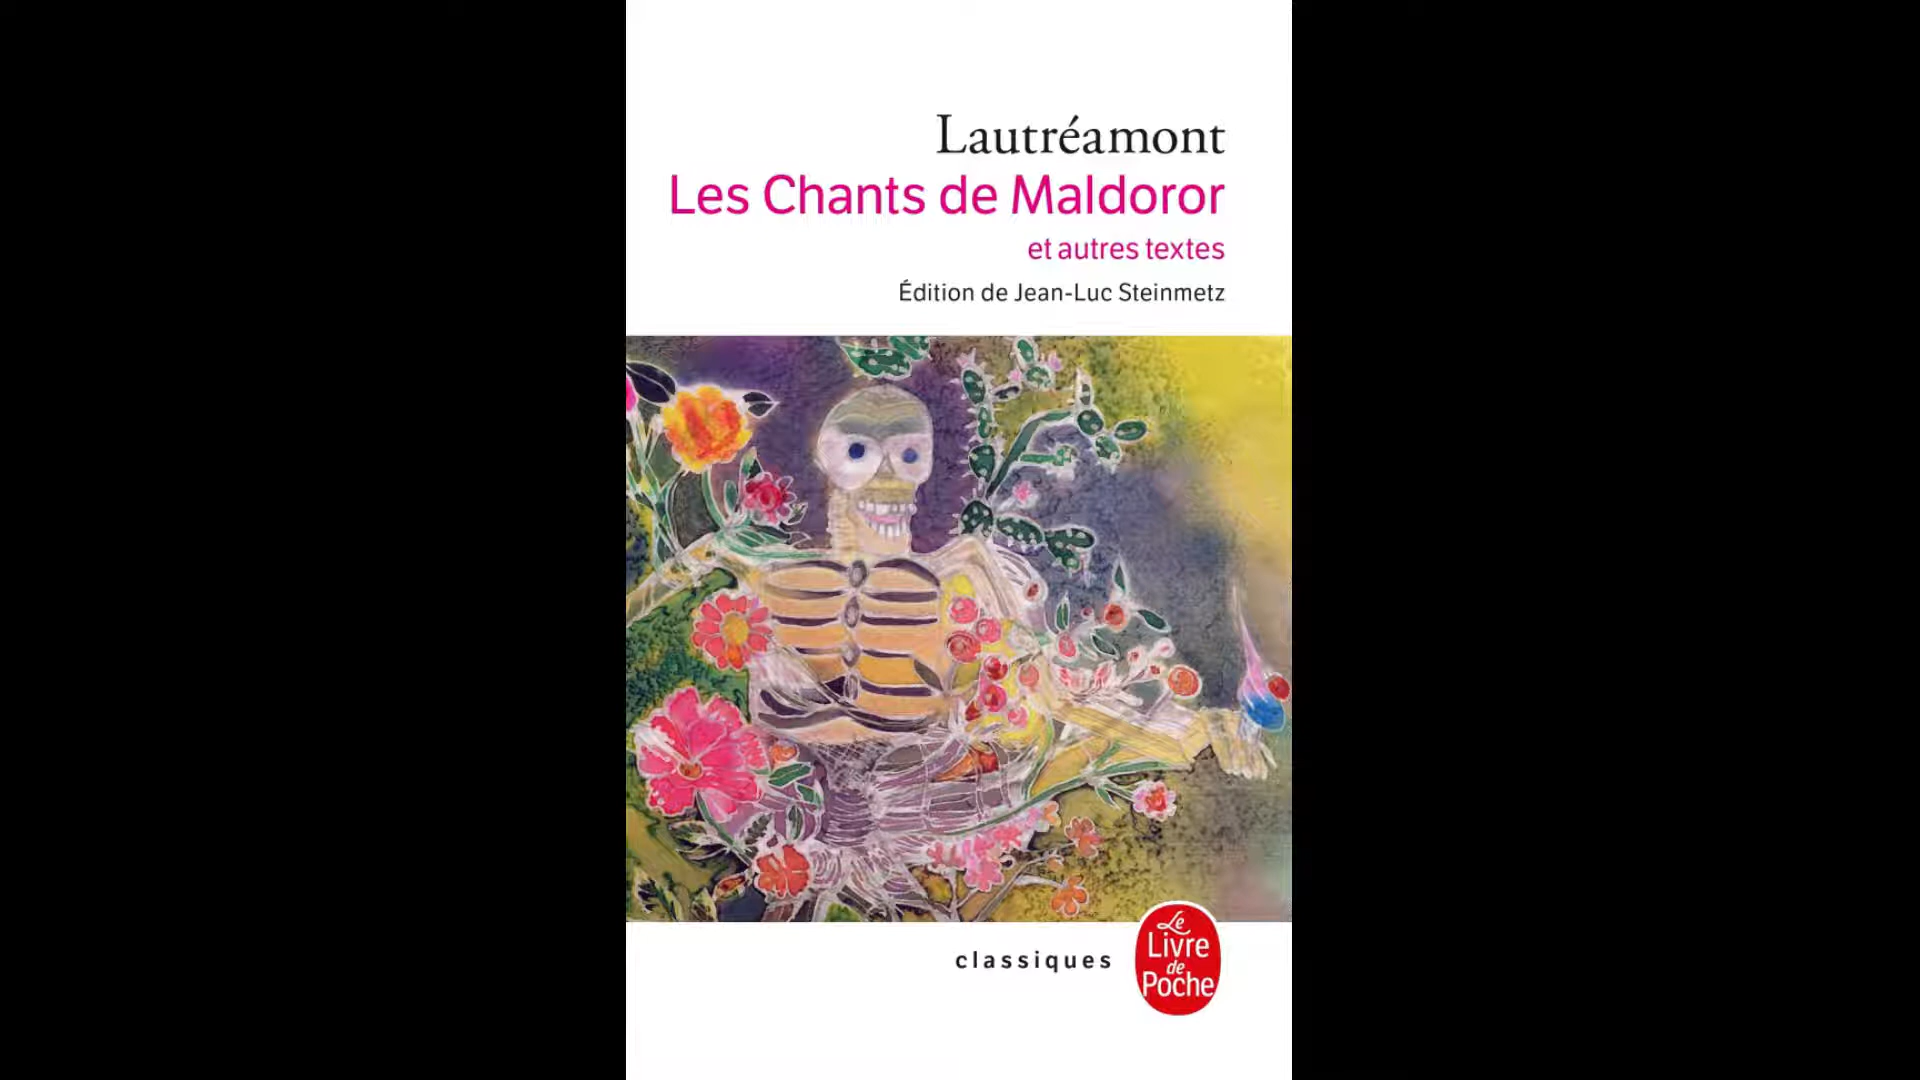 Lautréamont
Les Chants de Maldoror
et autres textes
Édition de Jean-Luc Steinmetz
classiques
Le
Livre
de
Poche